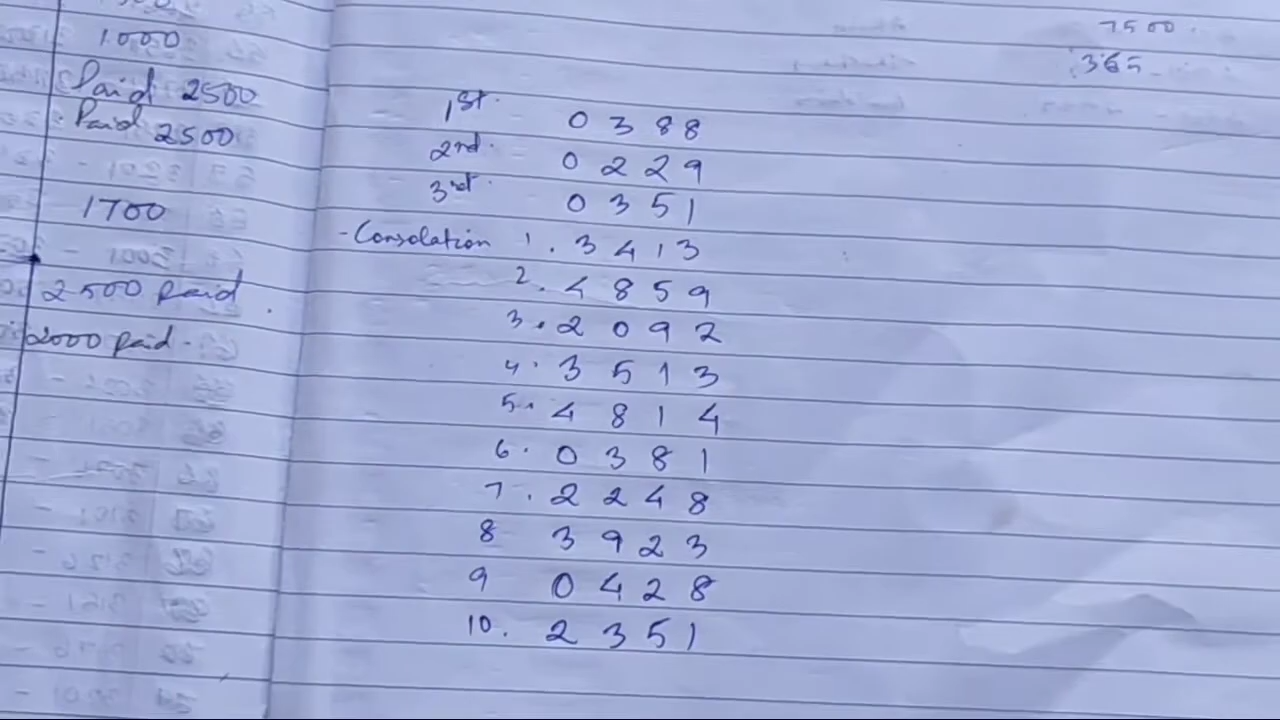 1000
Paid 2500
Paid 2500
1700
2500 paid
2000 paid -
7500
365
1st. 0388
2nd. 0229
3rd. 0351
- Consolation 1. 3413
2. 4859
3. 2092
4. 3513
5. 4814
6. 0381
7. 2248
8 3923
9 0428
10. 2351